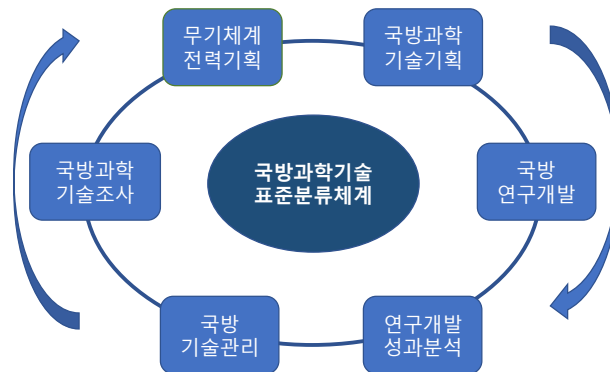 무기체계
전력기획
국방과학
기술기획
국방과학
기술조사
국방과학기술
표준분류체계
국방
연구개발
국방
기술관리
연구개발
성과분석